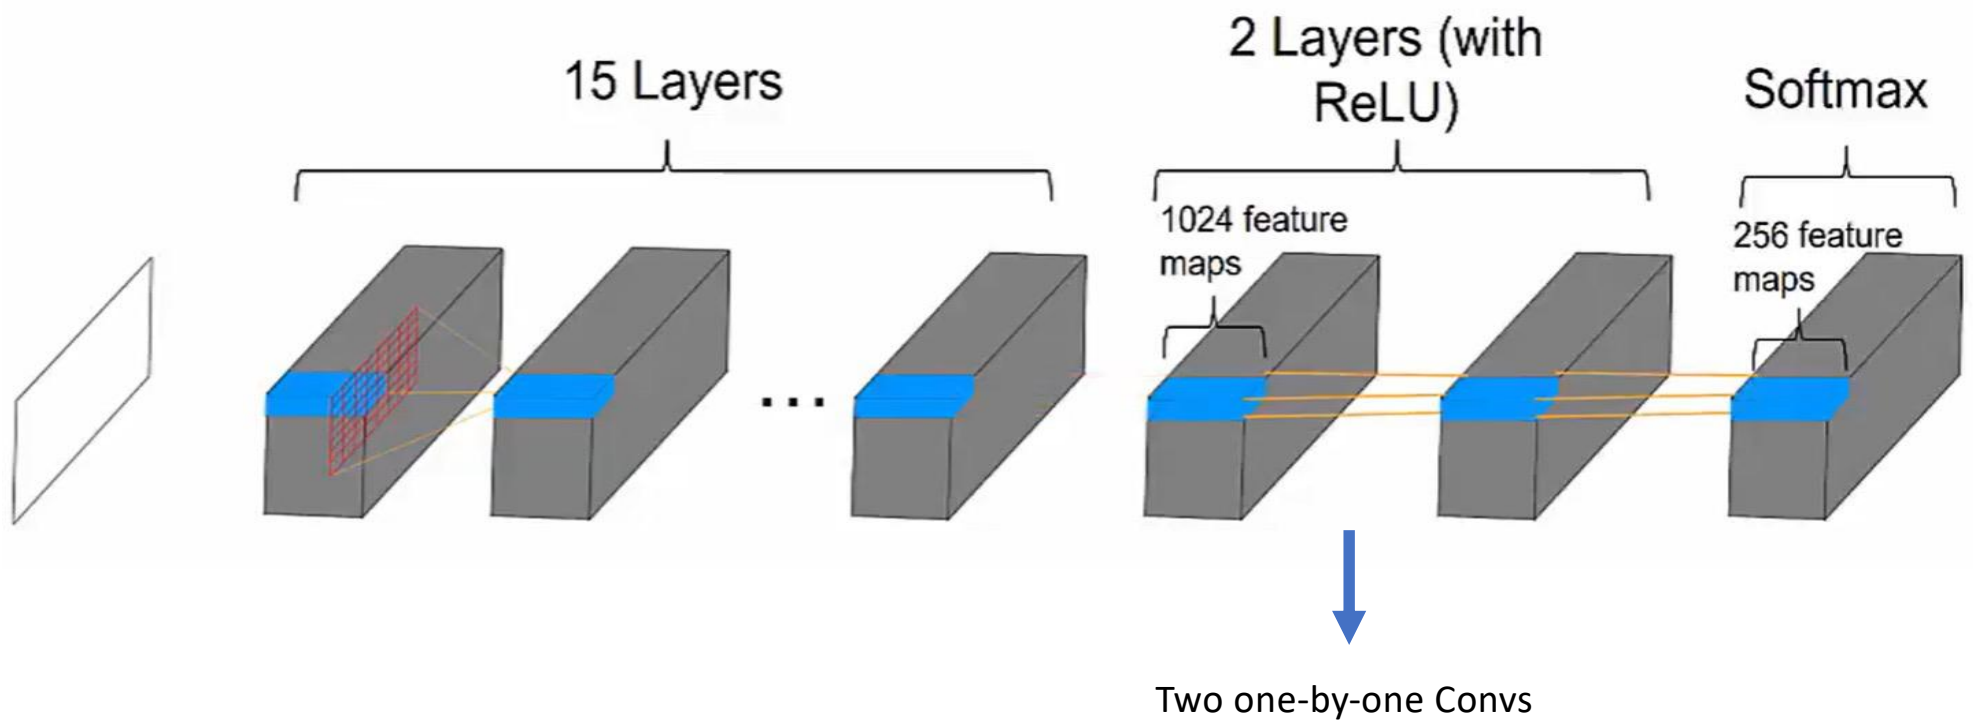 15 Layers
2 Layers (with
ReLU)
Softmax
1024 feature
maps
256 feature
maps
...
Two one-by-one Convs